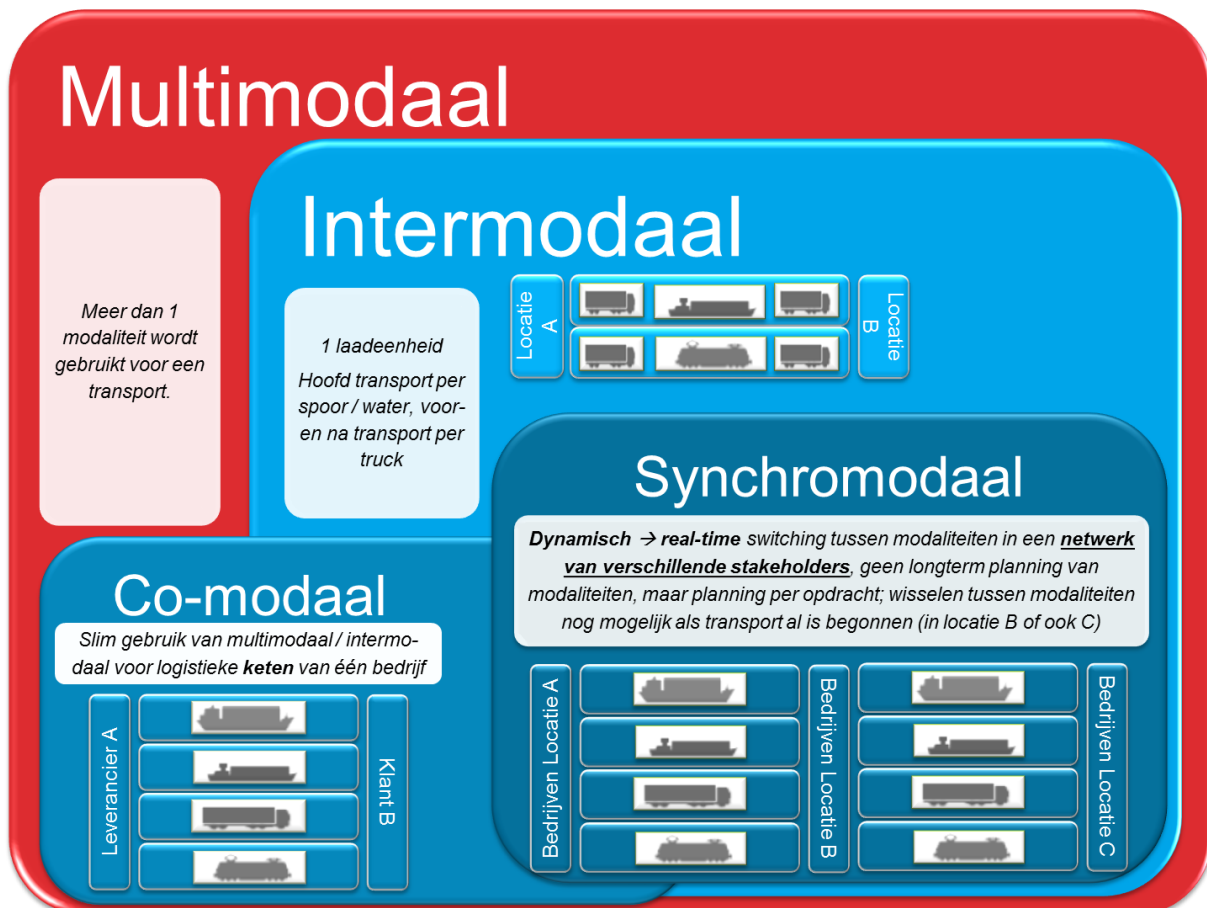 Multimodaal
Meer dan 1
modaliteit wordt
gebruikt voor een
transport.
Intermodaal
1 laadeenheid
Hoofd transport per
spoor / water, voor-
en na transport per
truck
Locatie
A
Locatie
B
Synchromodaal
Dynamisch → real-time switching tussen modaliteiten in een netwerk
van verschillende stakeholders, geen longterm planning van
modaliteiten, maar planning per opdracht; wisselen tussen modaliteiten
nog mogelijk als transport al is begonnen (in locatie B of ook C)
Bedrijven Locatie A
Bedrijven Locatie B
Bedrijven Locatie C
Co-modaal
Slim gebruik van multimodaal / intermo-
daal voor logistieke keten van één bedrijf
Leverancier A
Klant B